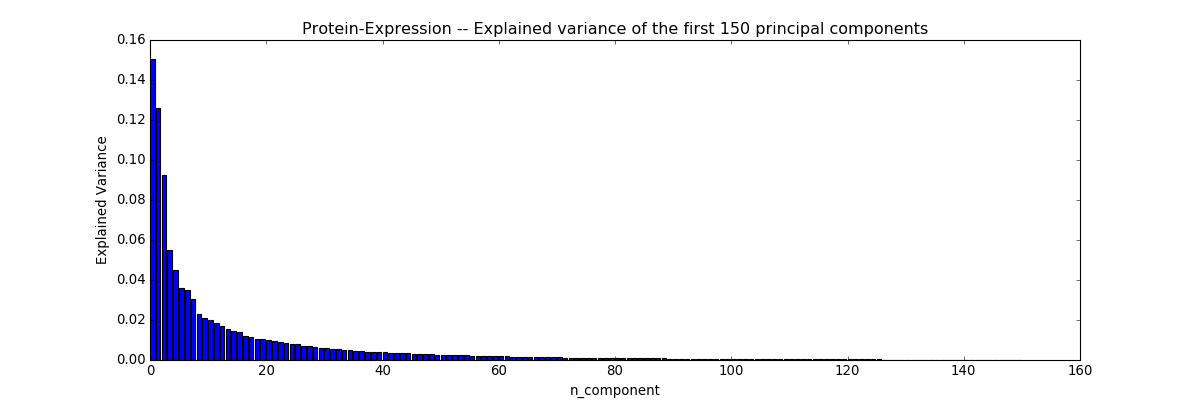 Protein-Expression -- Explained variance of the first 150 principal components
0.16
0.14
0.12
0.10
0.08
0.06
0.04
0.02
0.00
Explained Variance
0 20 40 60 80 100 120 140 160
n_component